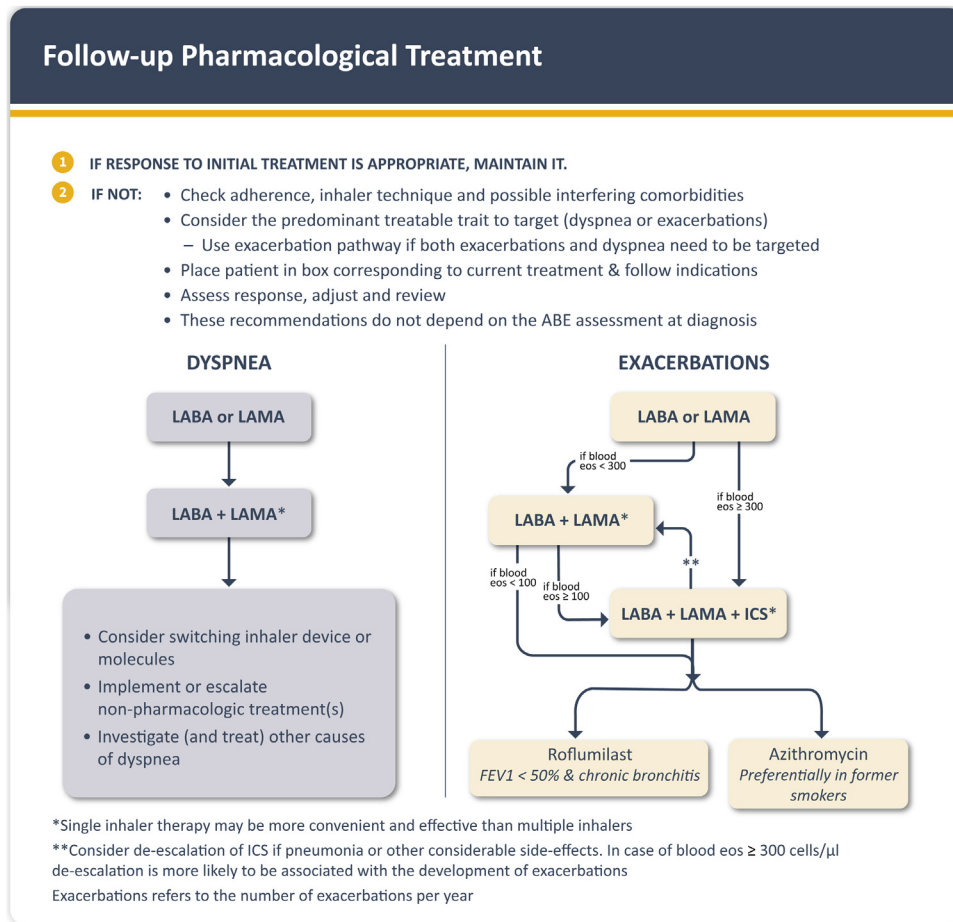 Follow-up Pharmacological Treatment
1 IF RESPONSE TO INITIAL TREATMENT IS APPROPRIATE, MAINTAIN IT.
2 IF NOT: • Check adherence, inhaler technique and possible interfering comorbidities
• Consider the predominant treatable trait to target (dyspnea or exacerbations)
– Use exacerbation pathway if both exacerbations and dyspnea need to be targeted
• Place patient in box corresponding to current treatment & follow indications
• Assess response, adjust and review
• These recommendations do not depend on the ABE assessment at diagnosis
DYSPNEA
LABA or LAMA
LABA + LAMA*
• Consider switching inhaler device or
molecules
• Implement or escalate
non-pharmacologic treatment(s)
• Investigate (and treat) other causes
of dyspnea
EXACERBATIONS
LABA or LAMA
if blood
eos < 300
if blood
eos ≥ 300
LABA + LAMA*
if blood
eos < 100
if blood
eos ≥ 100
**
LABA + LAMA + ICS*
Roflumilast
FEV1 < 50% & chronic bronchitis
Azithromycin
Preferentially in former
smokers
*Single inhaler therapy may be more convenient and effective than multiple inhalers
**Consider de-escalation of ICS if pneumonia or other considerable side-effects. In case of blood eos ≥ 300 cells/µl
de-escalation is more likely to be associated with the development of exacerbations
Exacerbations refers to the number of exacerbations per year